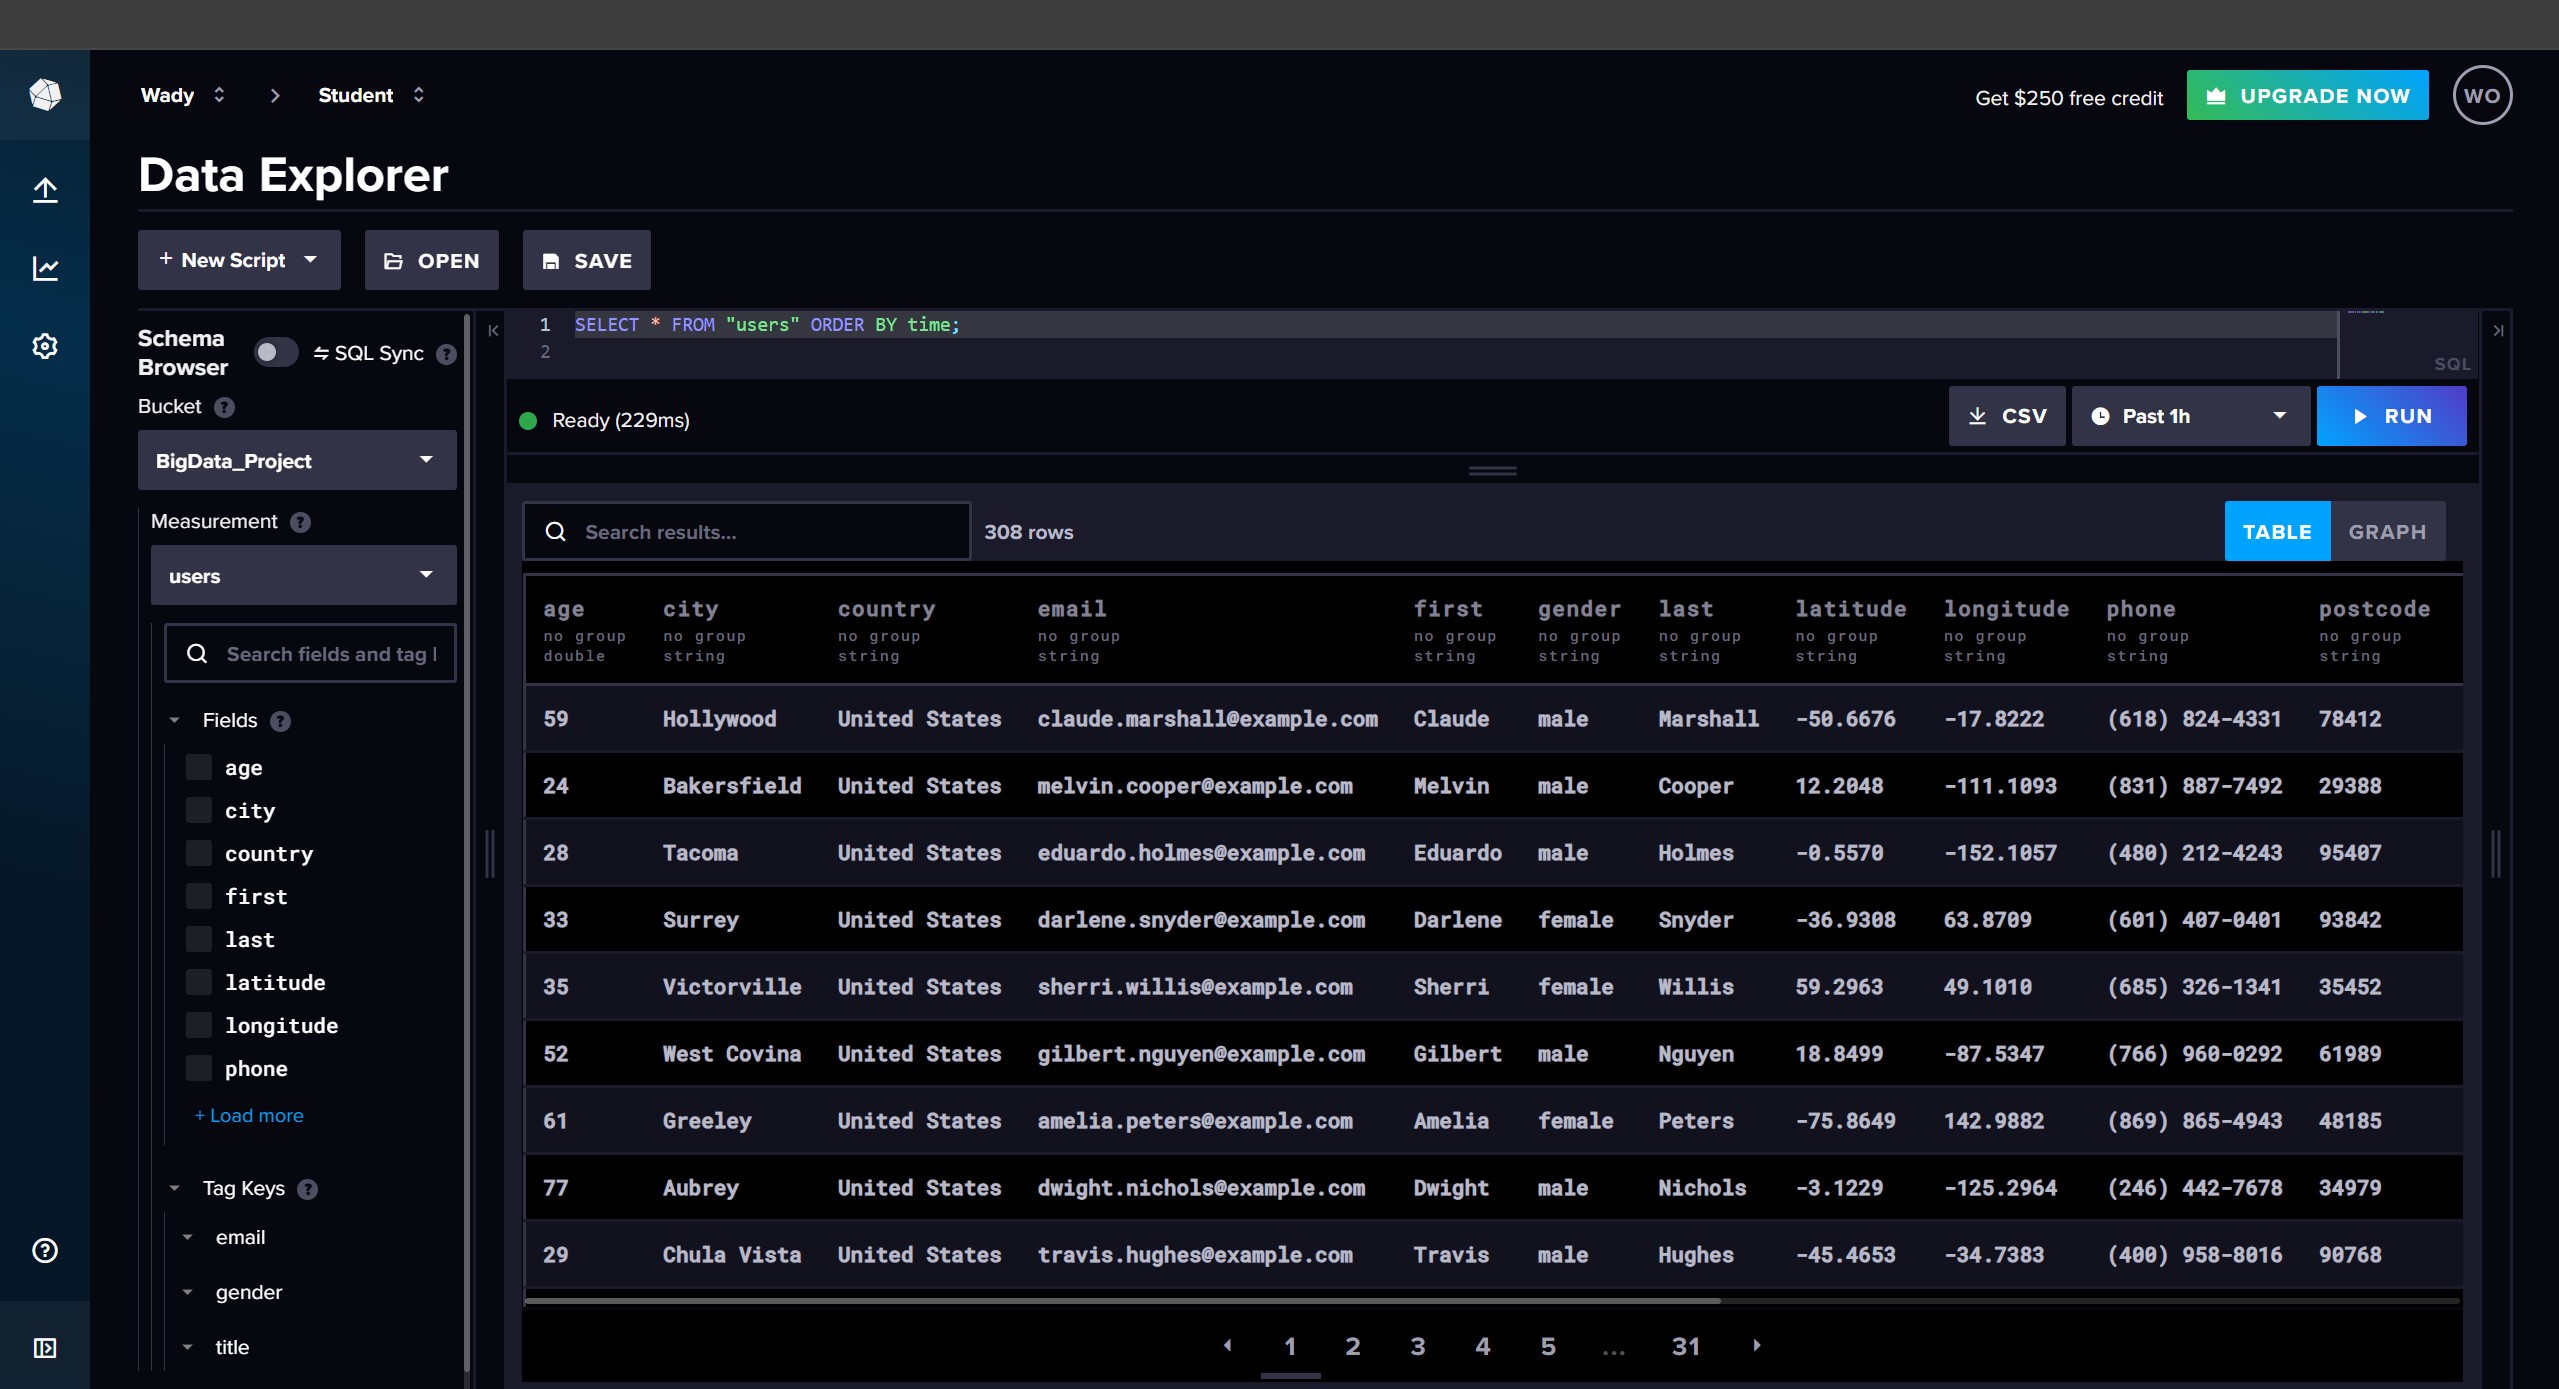 Wady > Student
Get $250 free credit
UPGRADE NOW
WO
Data Explorer
+ New Script
OPEN
SAVE
Schema Browser
SQL Sync ?
Bucket ?
BigData_Project
Measurement ?
users
Search fields and tag
Fields ?
age
city
country
first
last
latitude
longitude
phone
+ Load more
Tag Keys ?
email
gender
title
1 SELECT * FROM "users" ORDER BY time;
2
SQL
Ready (229ms)
CSV
Past 1h
RUN
Search results...
308 rows
TABLE
GRAPH
age city country email first gender last latitude longitude phone postcode
no group no group no group no group no group no group no group no group no group no group no group
double string string string string string string string string string string
59 Hollywood United States claude.marshall@example.com Claude male Marshall -50.6676 -17.8222 (618) 824-4331 78412
24 Bakersfield United States melvin.cooper@example.com Melvin male Cooper 12.2048 -111.1093 (831) 887-7492 29388
28 Tacoma United States eduardo.holmes@example.com Eduardo male Holmes -0.5570 -152.1057 (480) 212-4243 95407
33 Surrey United States darlene.snyder@example.com Darlene female Snyder -36.9308 63.8709 (601) 407-0401 93842
35 Victorville United States sherri.willis@example.com Sherri female Willis 59.2963 49.1010 (685) 326-1341 35452
52 West Covina United States gilbert.nguyen@example.com Gilbert male Nguyen 18.8499 -87.5347 (766) 960-0292 61989
61 Greeley United States amelia.peters@example.com Amelia female Peters -75.8649 142.9882 (869) 865-4943 48185
77 Aubrey United States dwight.nichols@example.com Dwight male Nichols -3.1229 -125.2964 (246) 442-7678 34979
29 Chula Vista United States travis.hughes@example.com Travis male Hughes -45.4653 -34.7383 (400) 958-8016 90768
1 2 3 4 5 ... 31